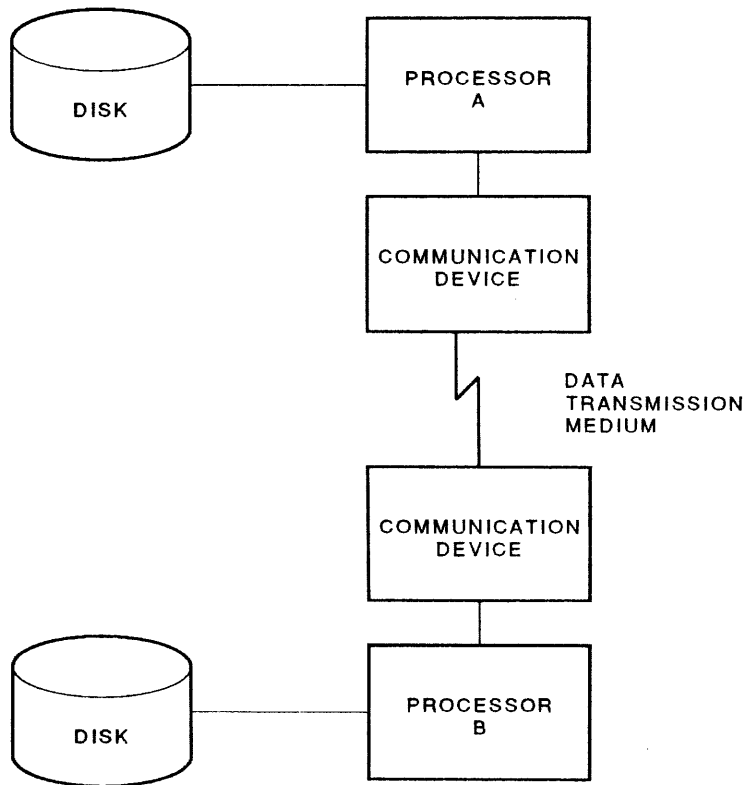 DISK
PROCESSOR
A
COMMUNICATION
DEVICE
DATA
TRANSMISSION
MEDIUM
COMMUNICATION
DEVICE
DISK
PROCESSOR
B